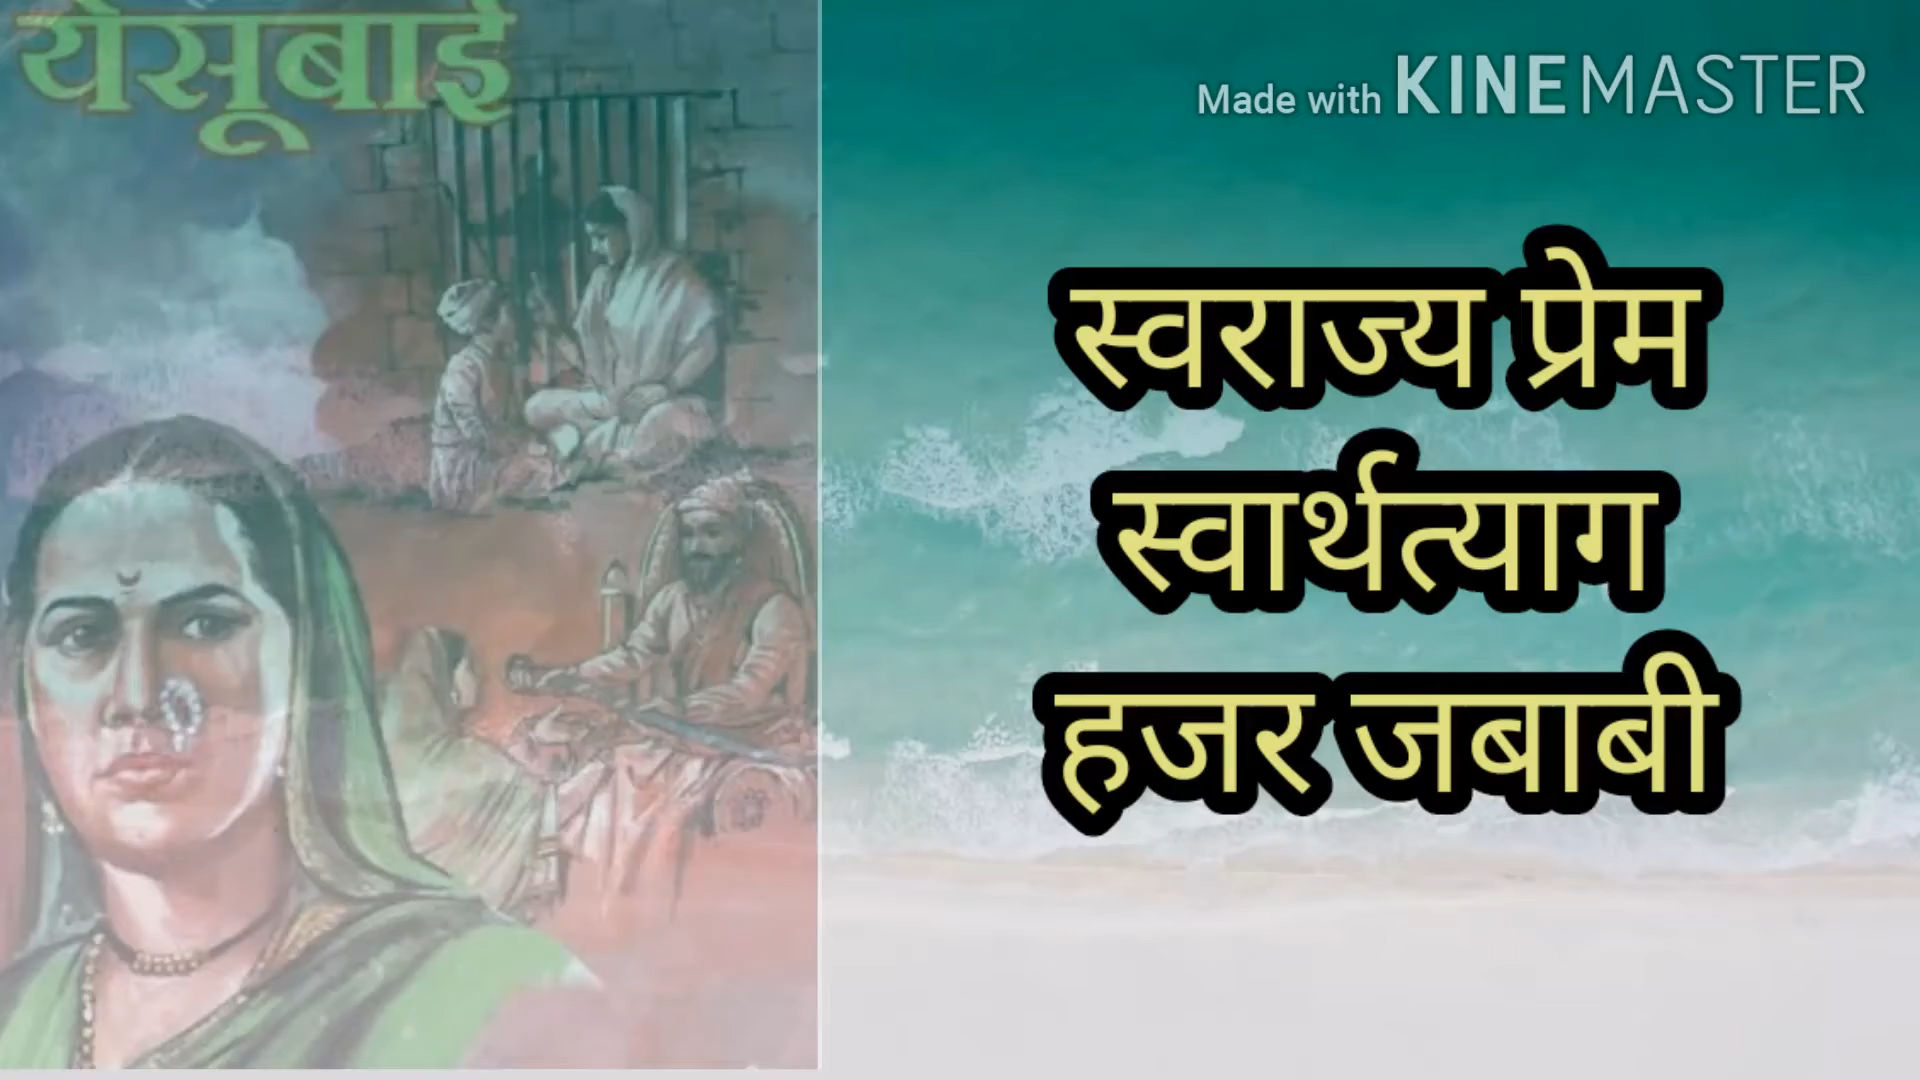 येसूबाई
Made with KINEMASTER
स्वराज्य प्रेम
स्वार्थत्याग
हजर जबाबी